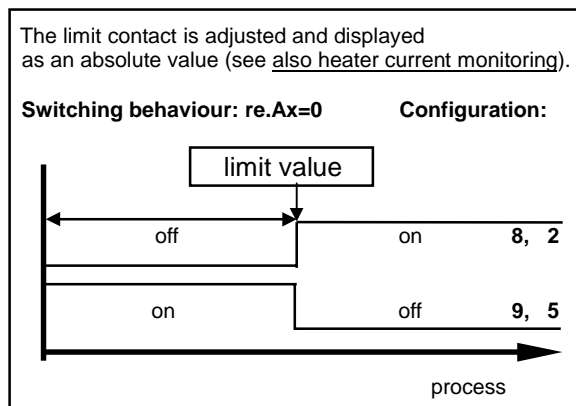 The limit contact is adjusted and displayed
as an absolute value (see also heater current monitoring).
Switching behaviour: re.Ax=0 Configuration:
limit value
off on 8, 2
on off 9, 5
process